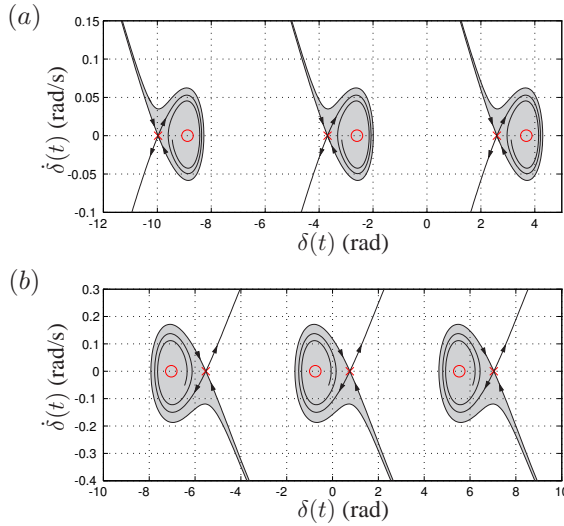 (a)
0.15
0.1
0.05
0
-0.05
-0.1
δ̇(t) (rad/s)
-12 -10 -8 -6 -4 -2 0 2 4
δ(t) (rad)
(b)
0.3
0.2
0.1
0
-0.1
-0.2
-0.3
-0.4
δ̇(t) (rad/s)
-10 -8 -6 -4 -2 0 2 4 6 8 10
δ(t) (rad)